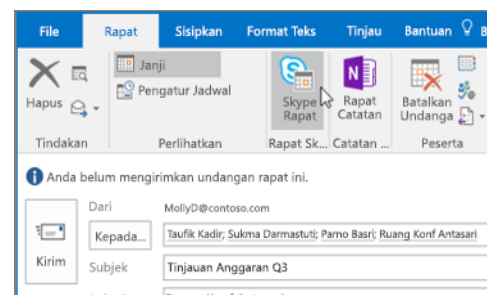 File Rapat Sisipkan Format Teks Tinjau Bantuan
Janji
Pengatur Jadwal
Hapus
Skype Rapat
Rapat Catatan
Batalkan Undanga
Tindakan Perlihatkan Rapat Sk... Catatan ... Peserta
Anda belum mengirimkan undangan rapat ini.
Dari MollyD@contoso.com
Kepada... Taufik Kadir; Sukma Darmastuti; Parno Basri; Ruang Konf Antasari
Kirim
Subjek Tinjauan Anggaran Q3